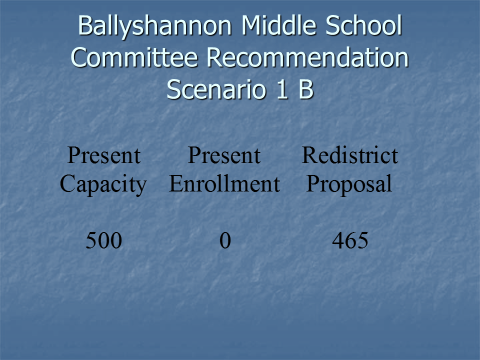 Ballyshannon Middle School
Committee Recommendation
Scenario 1 B
Present Present Redistrict
Capacity Enrollment Proposal
500 0 465